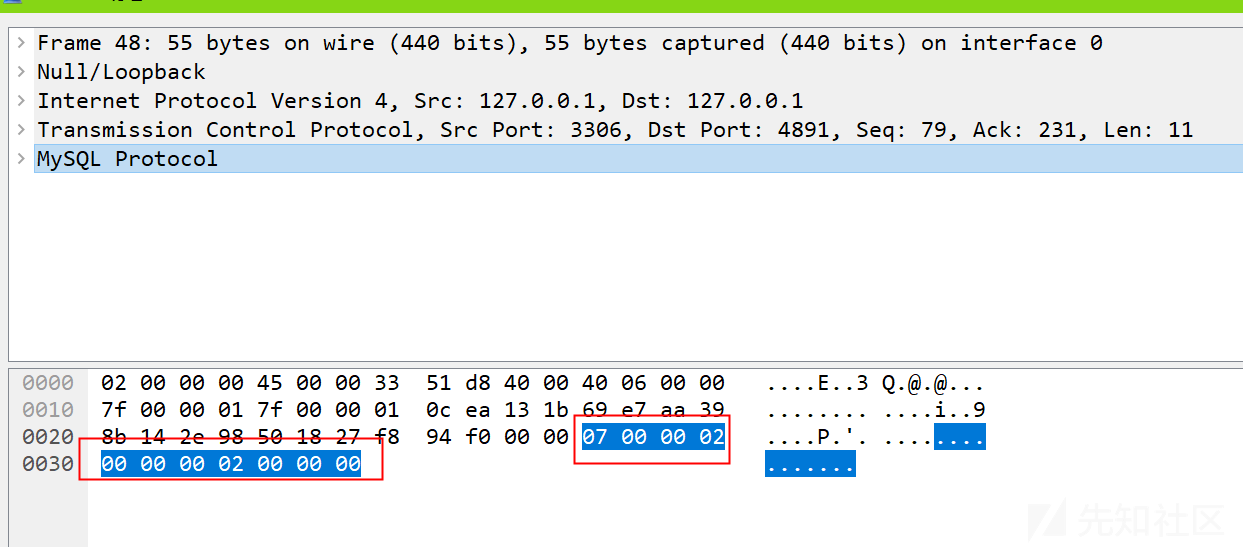 Frame 48: 55 bytes on wire (440 bits), 55 bytes captured (440 bits) on interface 0
Null/Loopback
Internet Protocol Version 4, Src: 127.0.0.1, Dst: 127.0.0.1
Transmission Control Protocol, Src Port: 3306, Dst Port: 4891, Seq: 79, Ack: 231, Len: 11
MySQL Protocol
0000 02 00 00 00 45 00 00 33 51 d8 40 00 40 06 00 00 ....E..3 Q.@.@...
0010 7f 00 00 01 7f 00 00 01 0c ea 13 1b 69 e7 aa 39 ........ ....i..9
0020 8b 14 2e 98 50 18 27 f8 94 f0 00 00 07 00 00 02 ....P.'. ........
0030 00 00 00 02 00 00 00 .......
先知社区